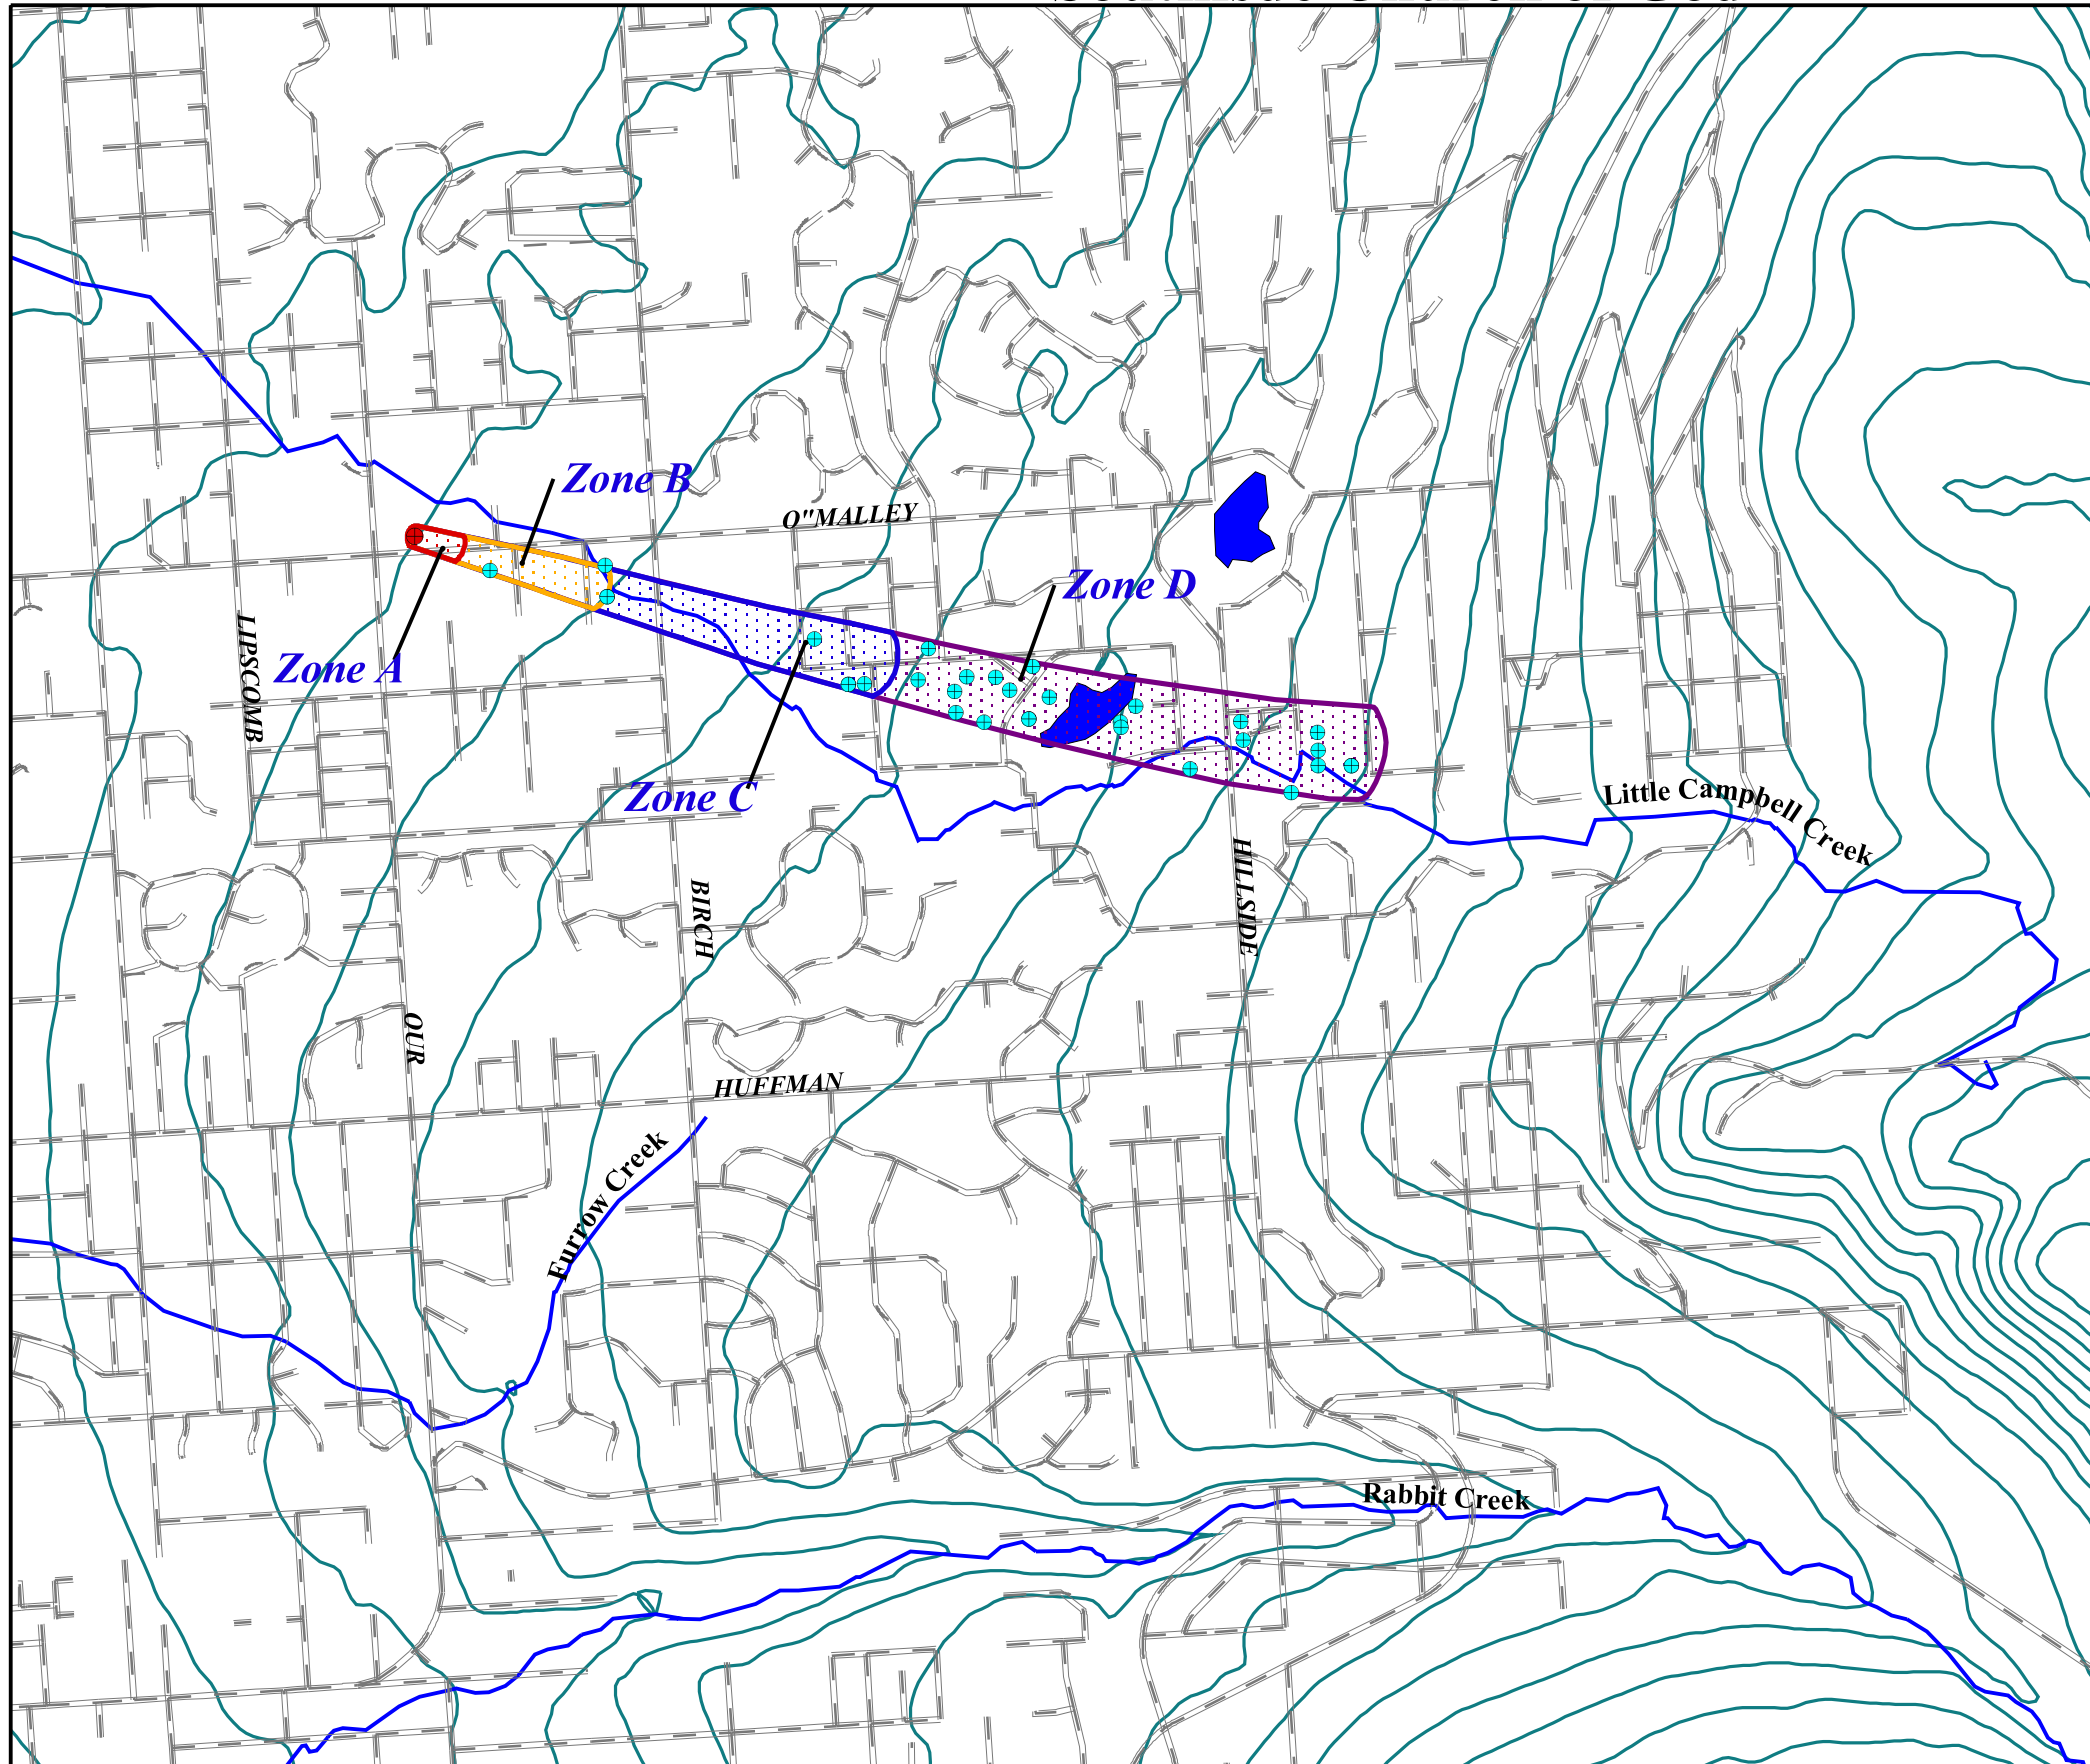 Zone B
O"MALLEY
Zone D
LIPSCOMB
Zone A
Zone C
Little Campbell Creek
HILLSIDE
BIRCH
OUR
HUFFMAN
Furrow Creek
Rabbit Creek